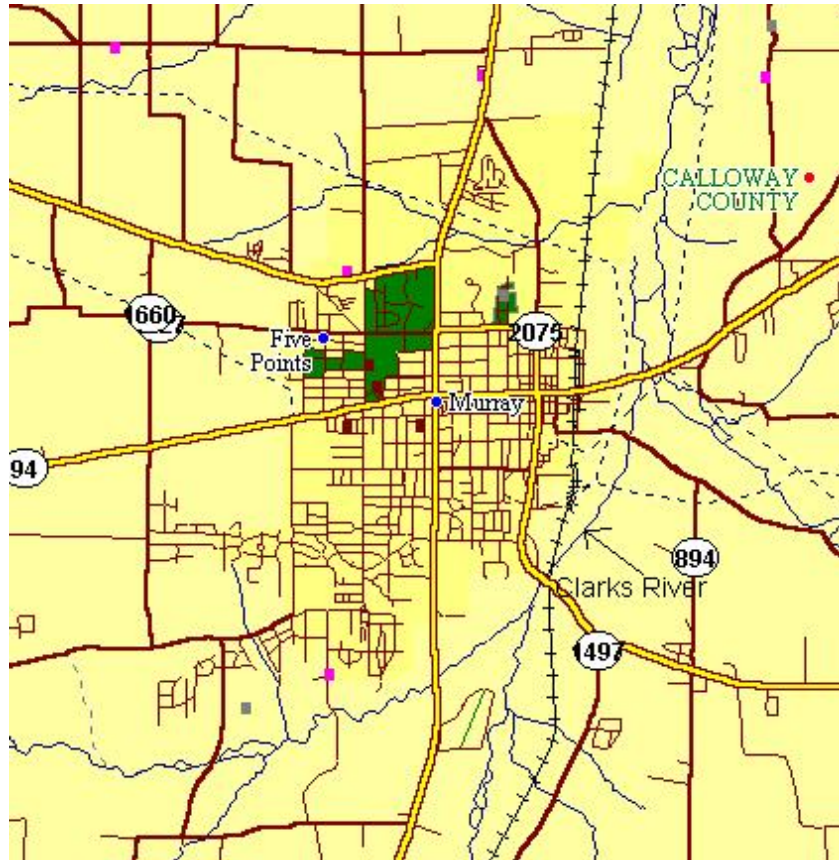 CALLOWAY
COUNTY
1660
2075
Five
Points
Murray
94
894
Clarks River
1497